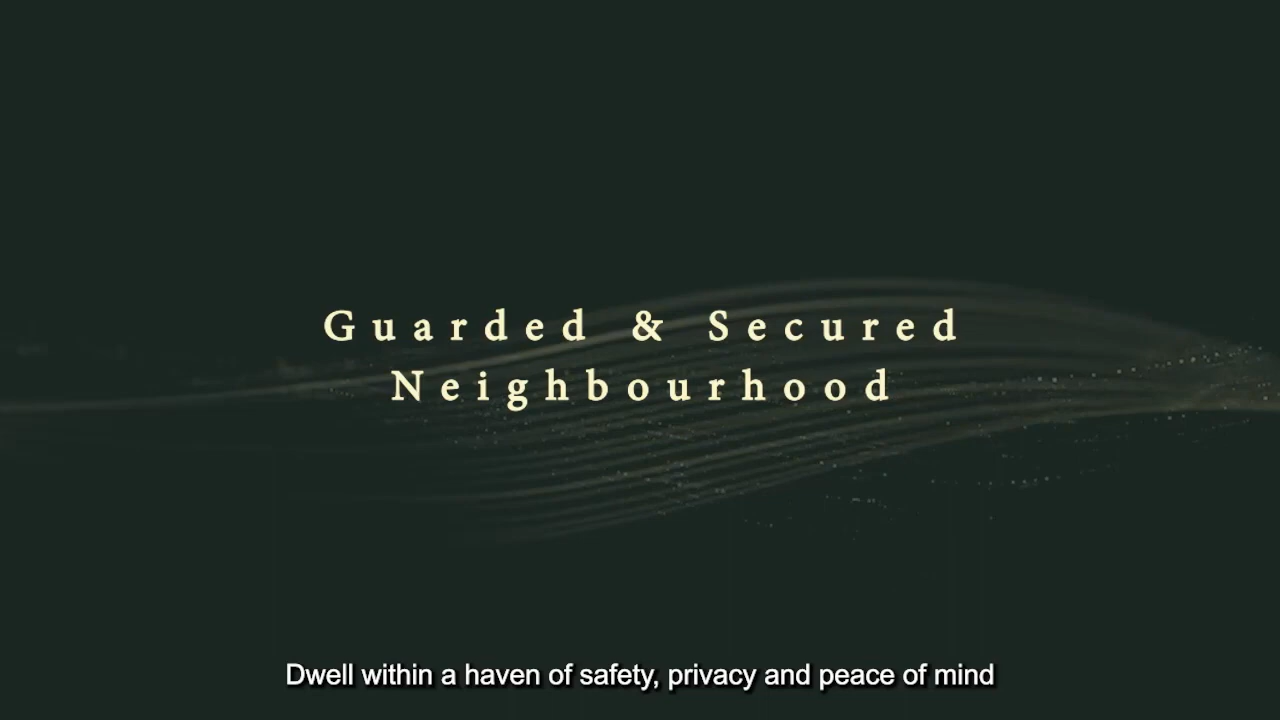 Guarded & Secured
Neighbourhood
Dwell within a haven of safety, privacy and peace of mind